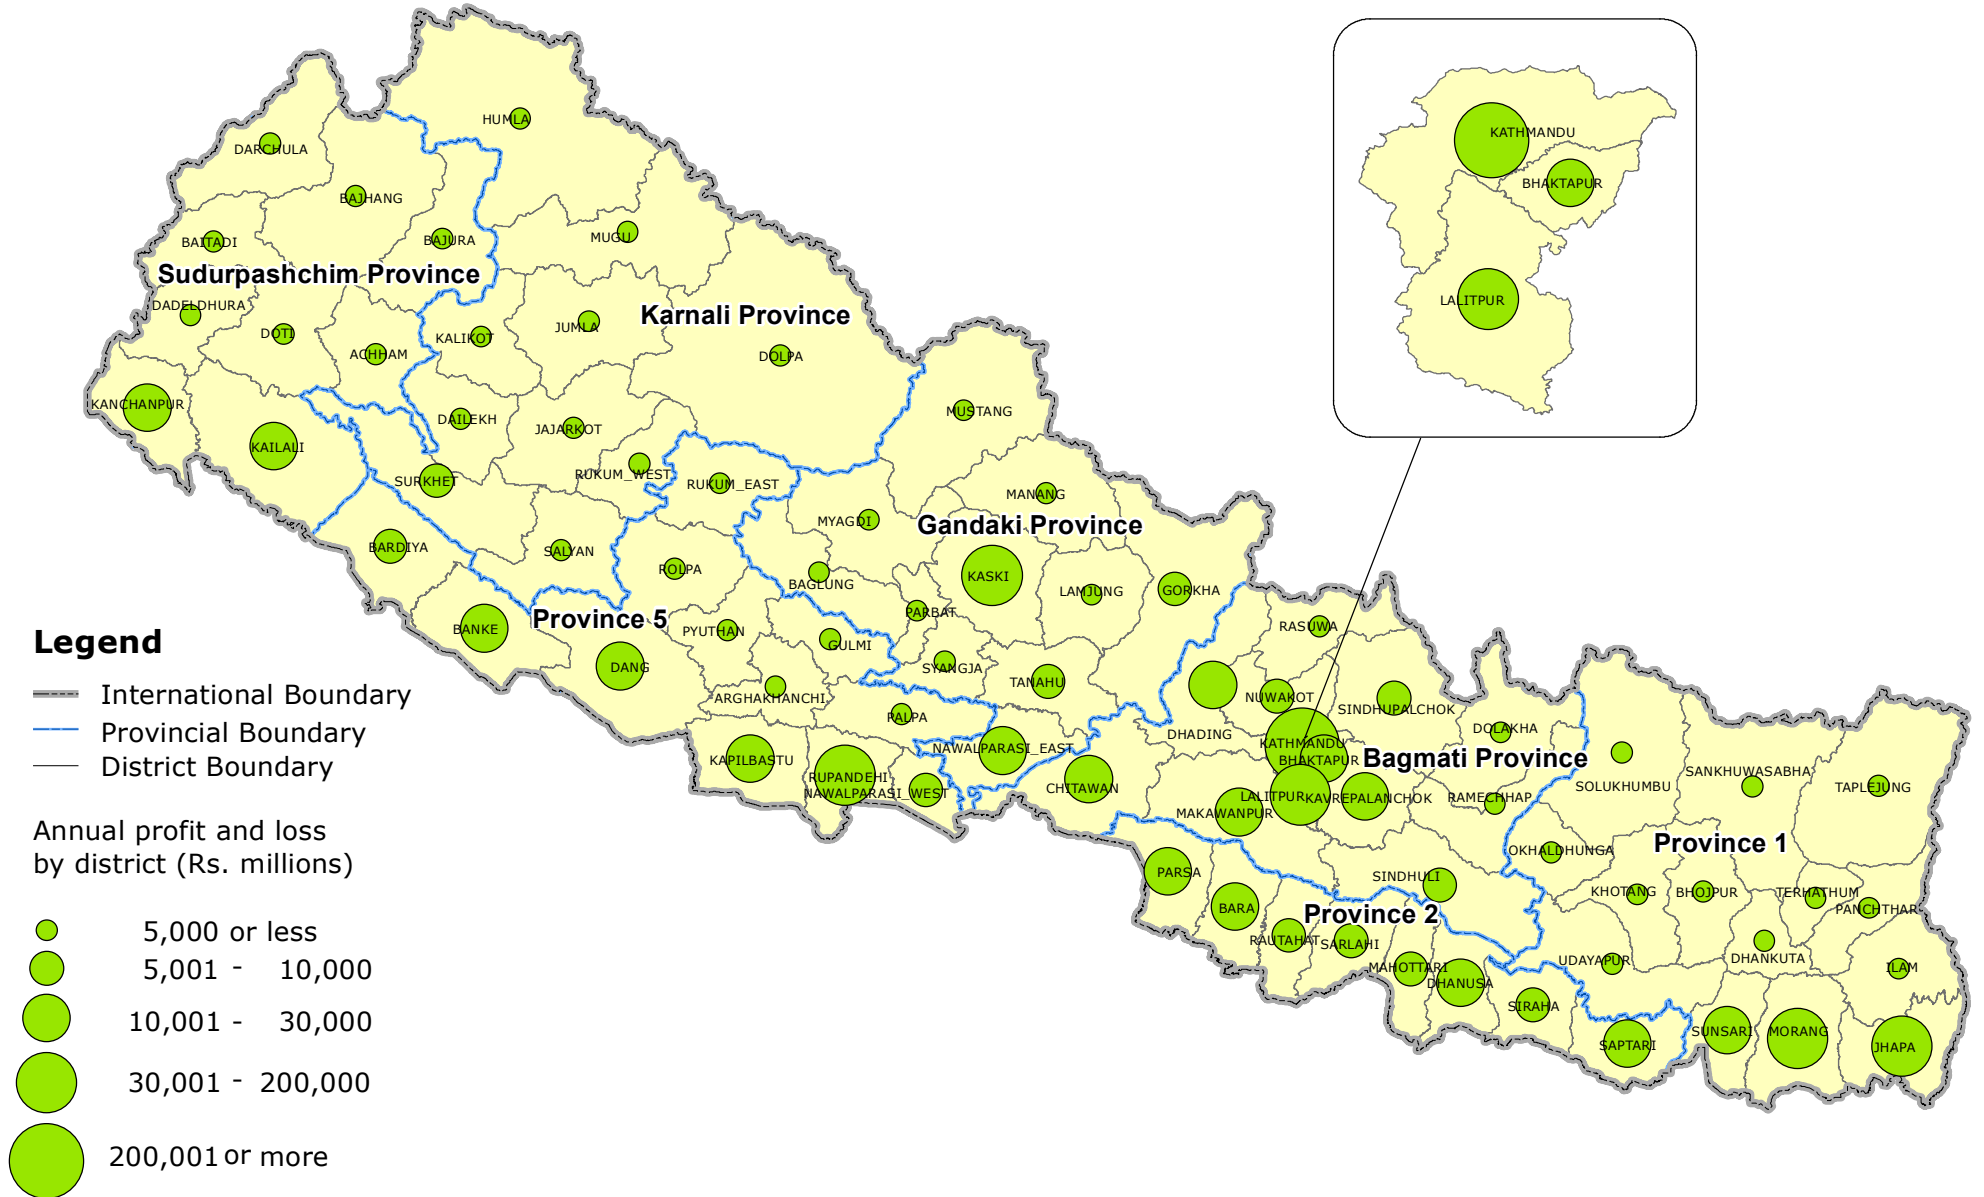 HUMLA
DARCHULA
BAJHANG
BAITADI
BAJURA
MUGU
Sudurpashchim Province
DADELDHURA
DOTI
ACHHAM
KALIKOT
JUMLA
Karnali Province
DOLPA
KANCHANPUR
KAILALI
DAILEKH
JAJARKOT
MUSTANG
SURKHET
RUKUM_WEST
RUKUM_EAST
MANANG
MYAGDI
Gandaki Province
BARDIYA
SALYAN
ROLPA
BAGLUNG
KASKI
LAMJUNG
GORKHA
PARBAT
BANKE
Province 5
PYUTHAN
GULMI
DANG
SYANGJA
TANAHU
ARGHAKHANCHI
PALPA
KAPILBASTU
RUPANDEHI
NAWALPARASI_WEST
NAWALPARASI_EAST
CHITAWAN
RASUWA
NUWAKOT
DHADING
SINDHUPALCHOK
DOLAKHA
KATHMANDU
BHAKTAPUR
Bagmati Province
LALITPUR
KAVREPALANCHOK
RAMECHHAP
MAKAWANPUR
SINDHULI
PARSA
BARA
Province 2
RAUTAHAT
SARLAHI
MAHOTTARI
DHANUSA
SIRAHA
SAPTARI
SOLUKHUMBU
SANKHUWASABHA
TAPLEJUNG
OKHALDHUNGA
Province 1
KHOTANG
BHOJPUR
TERHATHUM
PANCHTHAR
DHANKUTA
UDAYAPUR
ILAM
SUNSARI
MORANG
JHAPA
KATHMANDU
BHAKTAPUR
LALITPUR
Legend
International Boundary
Provincial Boundary
District Boundary
Annual profit and loss
by district (Rs. millions)
5,000 or less
5,001 - 10,000
10,001 - 30,000
30,001 - 200,000
200,001 or more